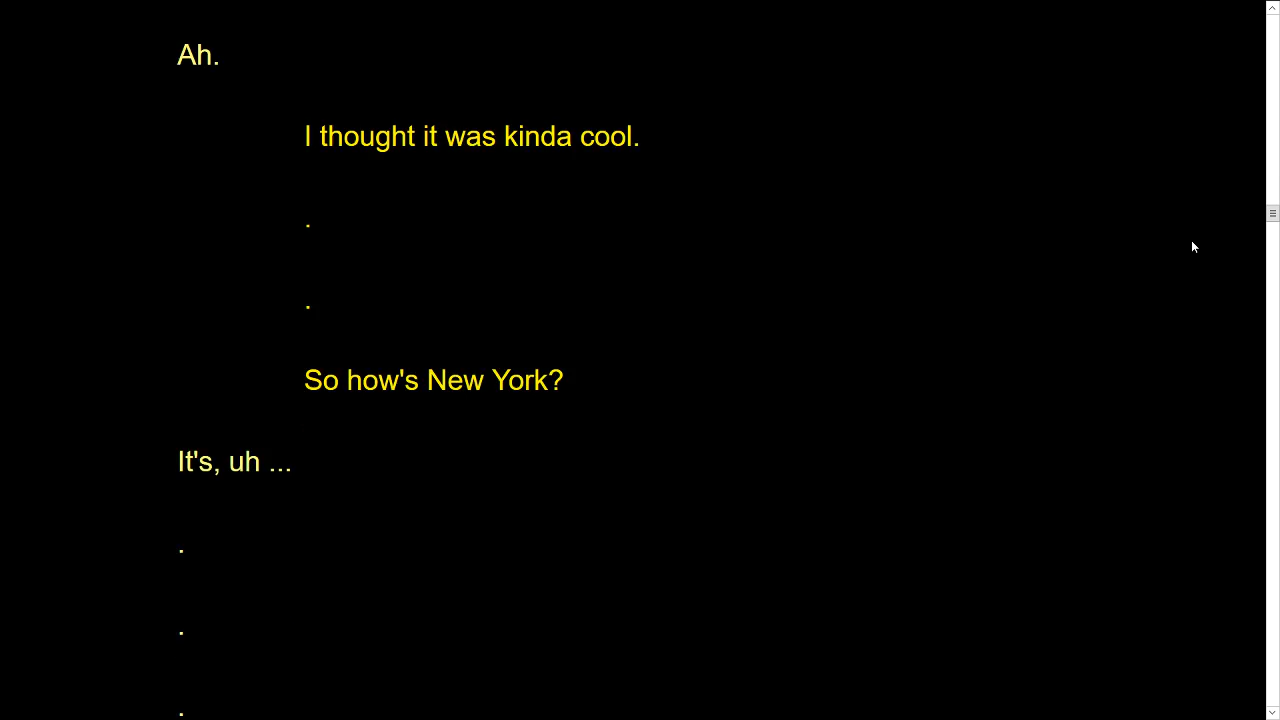 Ah.
I thought it was kinda cool.
.
.
So how's New York?
It's, uh ...
.
.
.